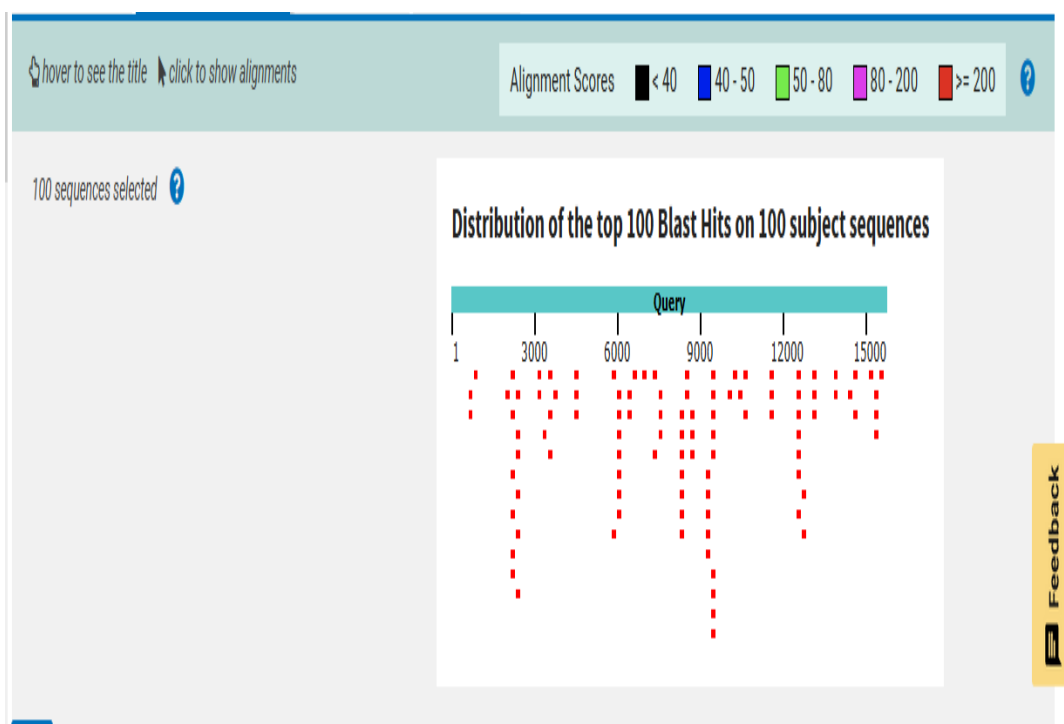 hover to see the title click to show alignments
Alignment Scores < 40 40 - 50 50 - 80 80 - 200 >= 200 ?
100 sequences selected ?
Distribution of the top 100 Blast Hits on 100 subject sequences
Query
1 3000 6000 9000 12000 15000
Feedback